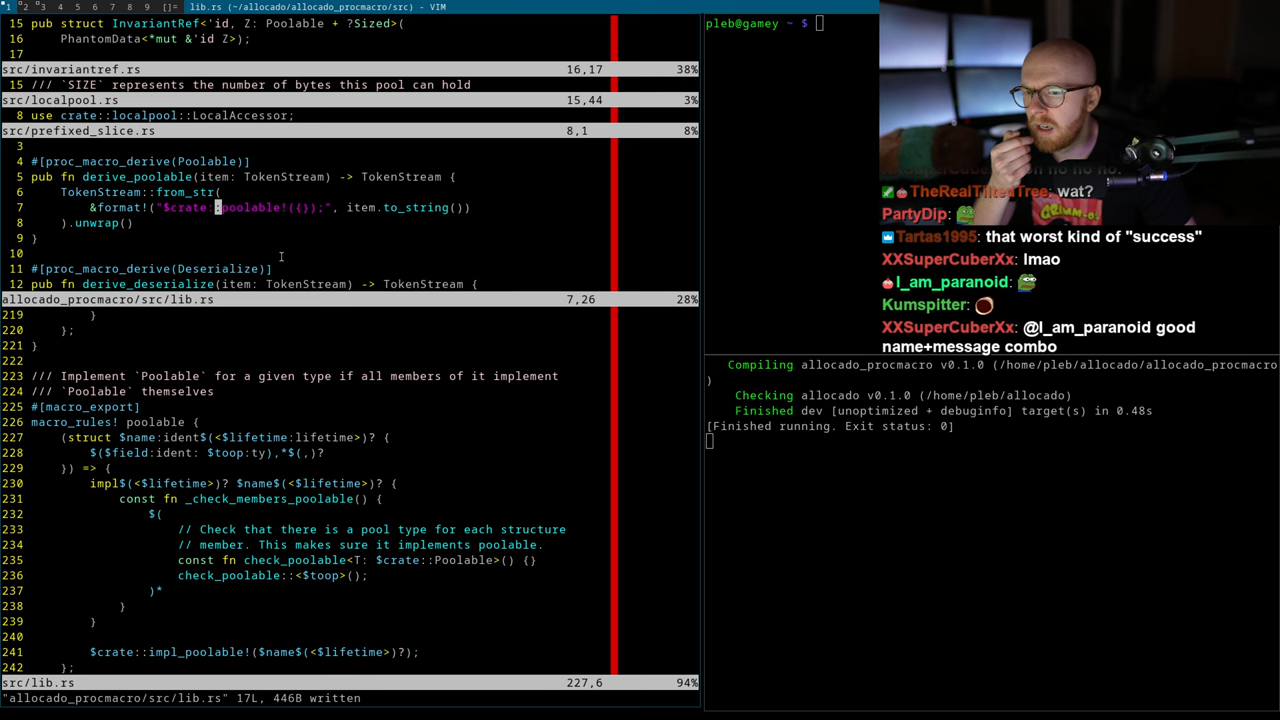 1 2 3 4 5 6 7 8 9 []= lib.rs (~/allocado/allocado_procmacro/src) - VIM
15 pub struct InvariantRef<'id, Z: Poolable + ?Sized>(
16 PhantomData<*mut &'id Z>);
17
src/invariantref.rs 16,17 38%
15 /// `SIZE` represents the number of bytes this pool can hold
src/localpool.rs 15,44 3%
8 use crate::localpool::LocalAccessor;
src/prefixed_slice.rs 8,1 8%
3
4 #[proc_macro_derive(Poolable)]
5 pub fn derive_poolable(item: TokenStream) -> TokenStream {
6 TokenStream::from_str(
7 &format!("$crate::poolable!({});", item.to_string())
8 ).unwrap()
9 }
10
11 #[proc_macro_derive(Deserialize)]
12 pub fn derive_deserialize(item: TokenStream) -> TokenStream {
allocado_procmacro/src/lib.rs 7,26 28%
219 }
220 };
221 }
222
223 /// Implement `Poolable` for a given type if all members of it implement
224 /// `Poolable` themselves
225 #[macro_export]
226 macro_rules! poolable {
227 (struct $name:ident$(<$lifetime:lifetime>)? {
228 $($field:ident: $toop:ty),*$(,)?
229 }) => {
230 impl$(<$lifetime>)? $name$(<$lifetime>)? {
231 const fn _check_members_poolable() {
232 $(
233 // Check that there is a pool type for each structure
234 // member. This makes sure it implements poolable.
235 const fn check_poolable<T: $crate::Poolable>() {}
236 check_poolable::<$toop>();
237 )*
238 }
239 }
240
241 $crate::impl_poolable!($name$(<$lifetime>)?);
242 };
src/lib.rs 227,6 94%
"allocado_procmacro/src/lib.rs" 17L, 446B written
pleb@gamey ~ $
Compiling allocado_procmacro v0.1.0 (/home/pleb/allocado/allocado_procmacro
)
Checking allocado v0.1.0 (/home/pleb/allocado)
Finished dev [unoptimized + debuginfo] target(s) in 0.48s
[Finished running. Exit status: 0]
TheRealTiltedTree: wat?
PartyDip:
Tartas1995: that worst kind of "success"
XXSuperCuberXx: lmao
I_am_paranoid:
Kumspitter:
XXSuperCuberXx: @I_am_paranoid good
name+message combo